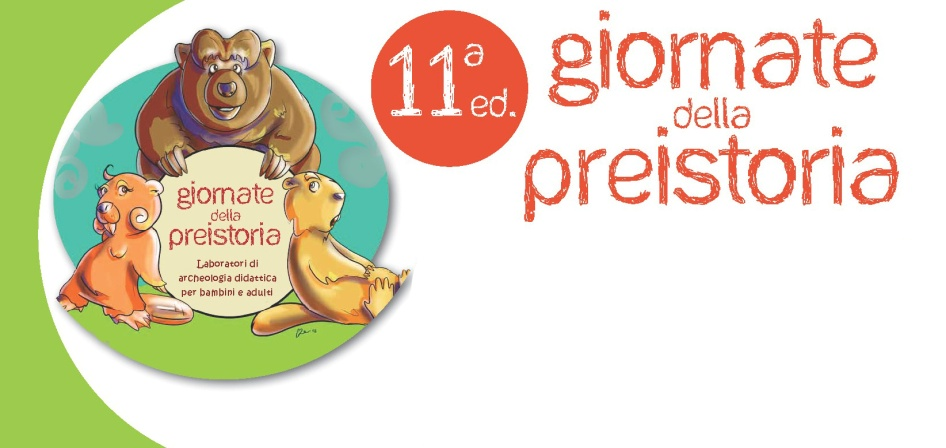 11ª ed.
giornate
della
preistoria
giornate
della
preistoria
Laboratori di
archeologia didattica
per bambini e adulti